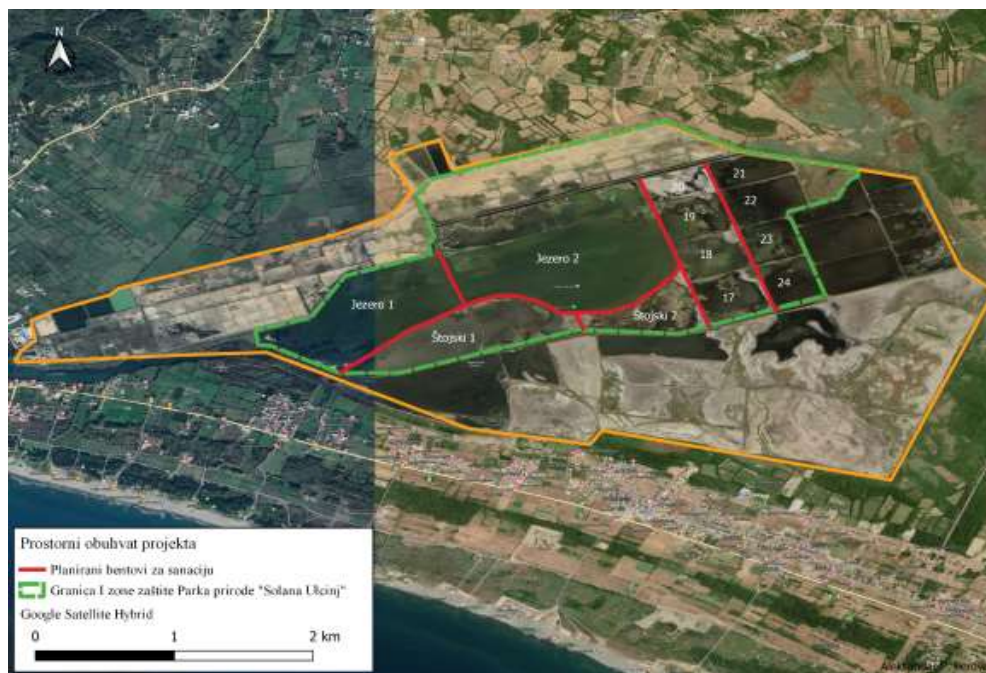 N
21
20
22
19
23
Jezero 2
18
24
Jezero 1
17
Štojski 2
Štojski 1
Prostorni obuhvat projekta
Planirani bentovi za sanaciju
Granica I zone zaštite Parka prirode "Solana Ulcinj"
Google Satellite Hybrid
0 1 2 km